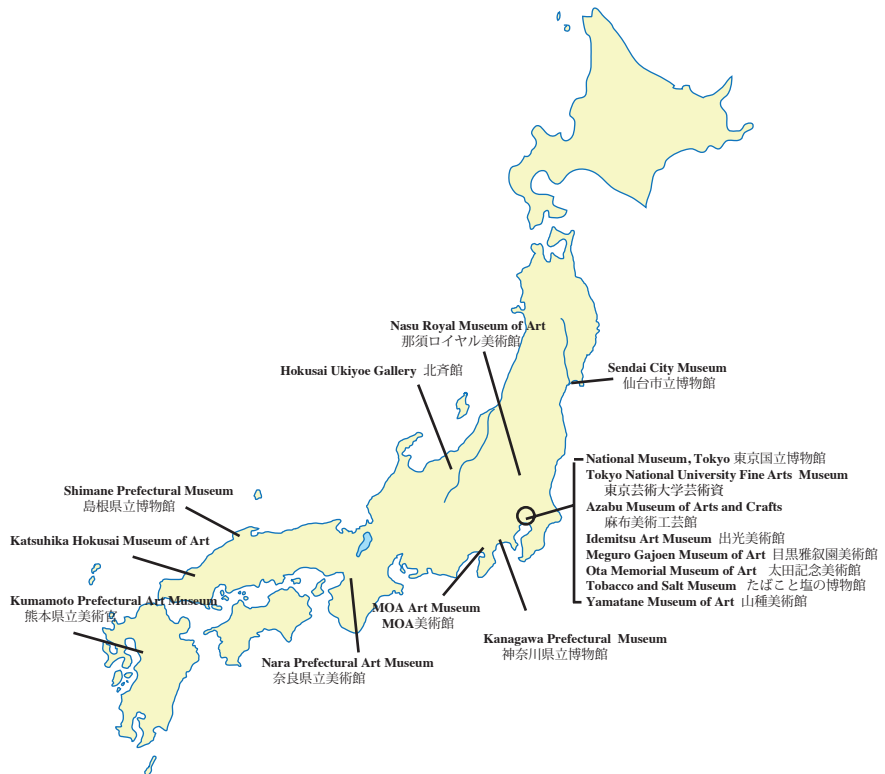 Nasu Royal Museum of Art
那須ロイヤル美術館
Hokusai Ukiyoe Gallery 北斉館
Sendai City Museum
仙台市立博物館
National Museum, Tokyo 東京国立博物館
Tokyo National University Fine Arts Museum
東京芸術大学芸術資
Azabu Museum of Arts and Crafts
麻布美術工芸館
Idemitsu Art Museum 出光美術館
Meguro Gajoen Museum of Art 目黒雅叙園美術館
Ota Memorial Museum of Art 太田記念美術館
Tobacco and Salt Museum たばこと塩の博物館
Yamatane Museum of Art 山種美術館
Shimane Prefectural Museum
島根県立博物館
Katsuhika Hokusai Museum of Art
Kumamoto Prefectural Art Museum
熊本県立美術官
MOA Art Museum
MOA美術館
Kanagawa Prefectural Museum
神奈川県立博物館
Nara Prefectural Art Museum
奈良県立美術館